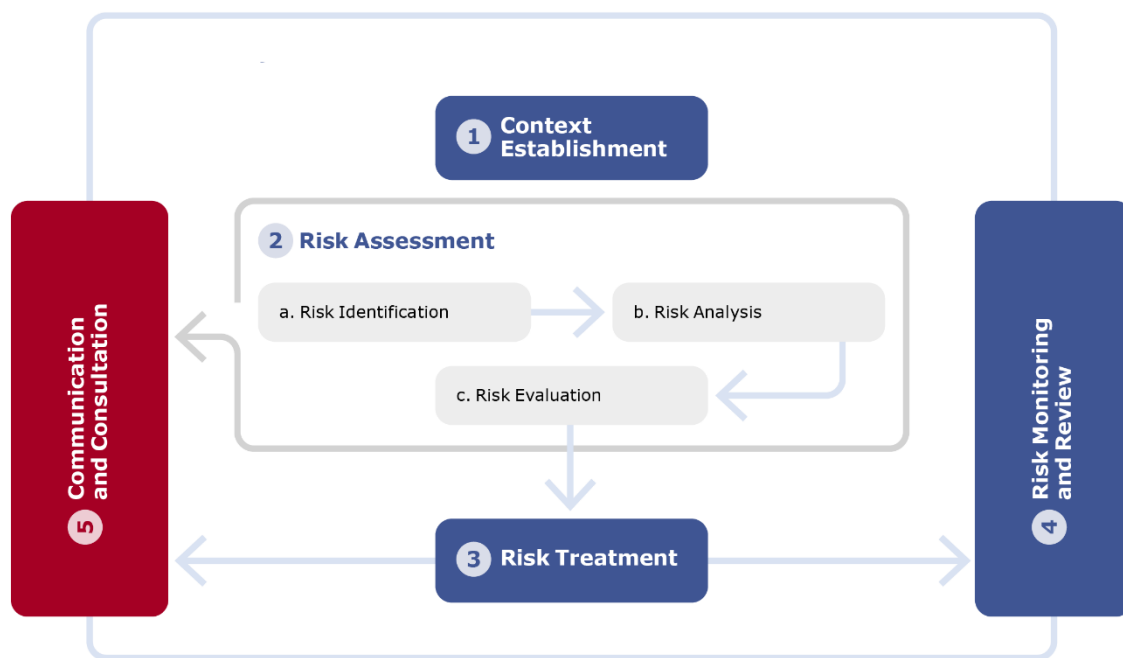 1 Context
Establishment
2 Risk Assessment
a. Risk Identification
b. Risk Analysis
c. Risk Evaluation
3 Risk Treatment
4 Risk Monitoring
and Review
5 Communication
and Consultation